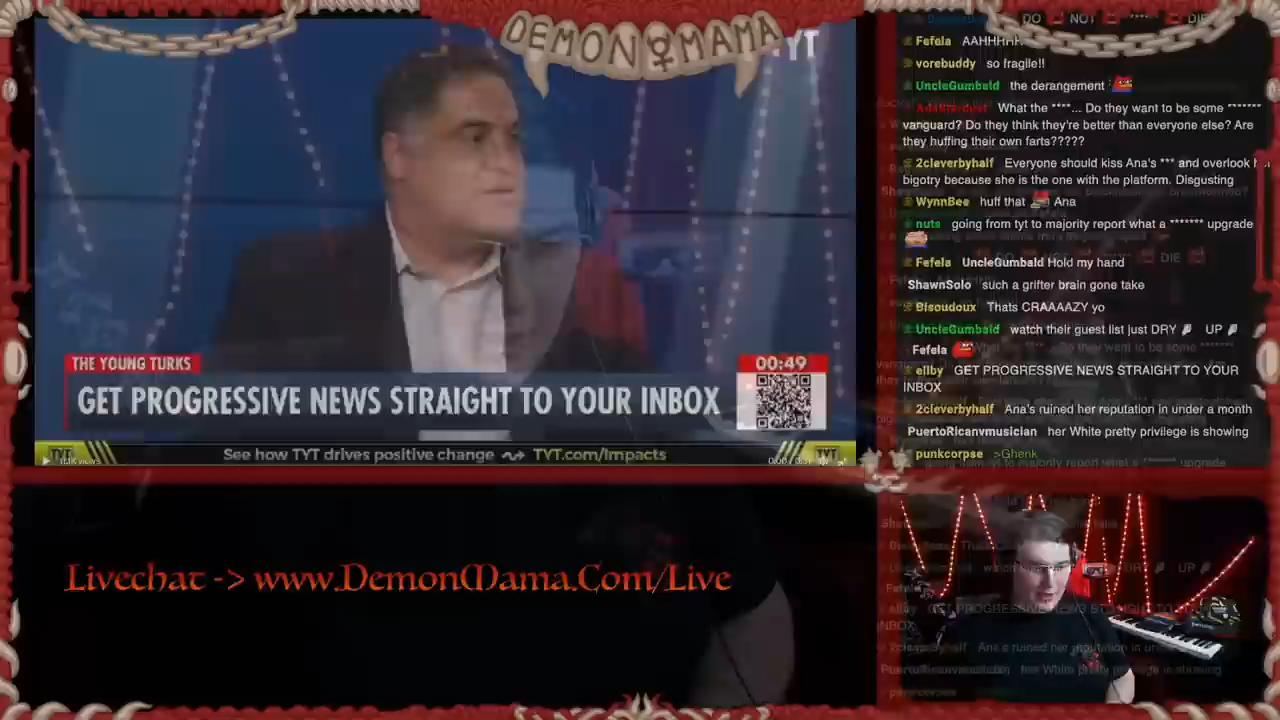 DEMON MAMA
TYT
DO NOT **** DIE
Fefela AAHHHHH
vorebuddy so fragile!!
UncleGumbald the derangement
What the ****... Do they want to be some *******
vanguard? Do they think they're better than everyone else? Are
they huffing their own farts?????
2cleverbyhalf Everyone should kiss Ana's *** and overlook
bigotry because she is the one with the platform. Disgusting
WynnBee huff that Ana
nuts going from tyt to majority report what a ******* upgrade
Fefela UncleGumbald Hold my hand
ShawnSolo such a grifter brain gone take
Bisoudoux Thats CRAAAAZY yo
UncleGumbald watch their guest list just DRY UP
Fefela
ellby GET PROGRESSIVE NEWS STRAIGHT TO YOUR
INBOX
2cleverbyhalf Ana's ruined her reputation in under a month
PuertoRicanvmusician her White pretty privilege is showing
punkcorpse >Ghenk
THE YOUNG TURKS
00:49
GET PROGRESSIVE NEWS STRAIGHT TO YOUR INBOX
TYT
See how TYT drives positive change TYT.com/Impacts
TYT
Livechat -> www.DemonMama.Com/Live